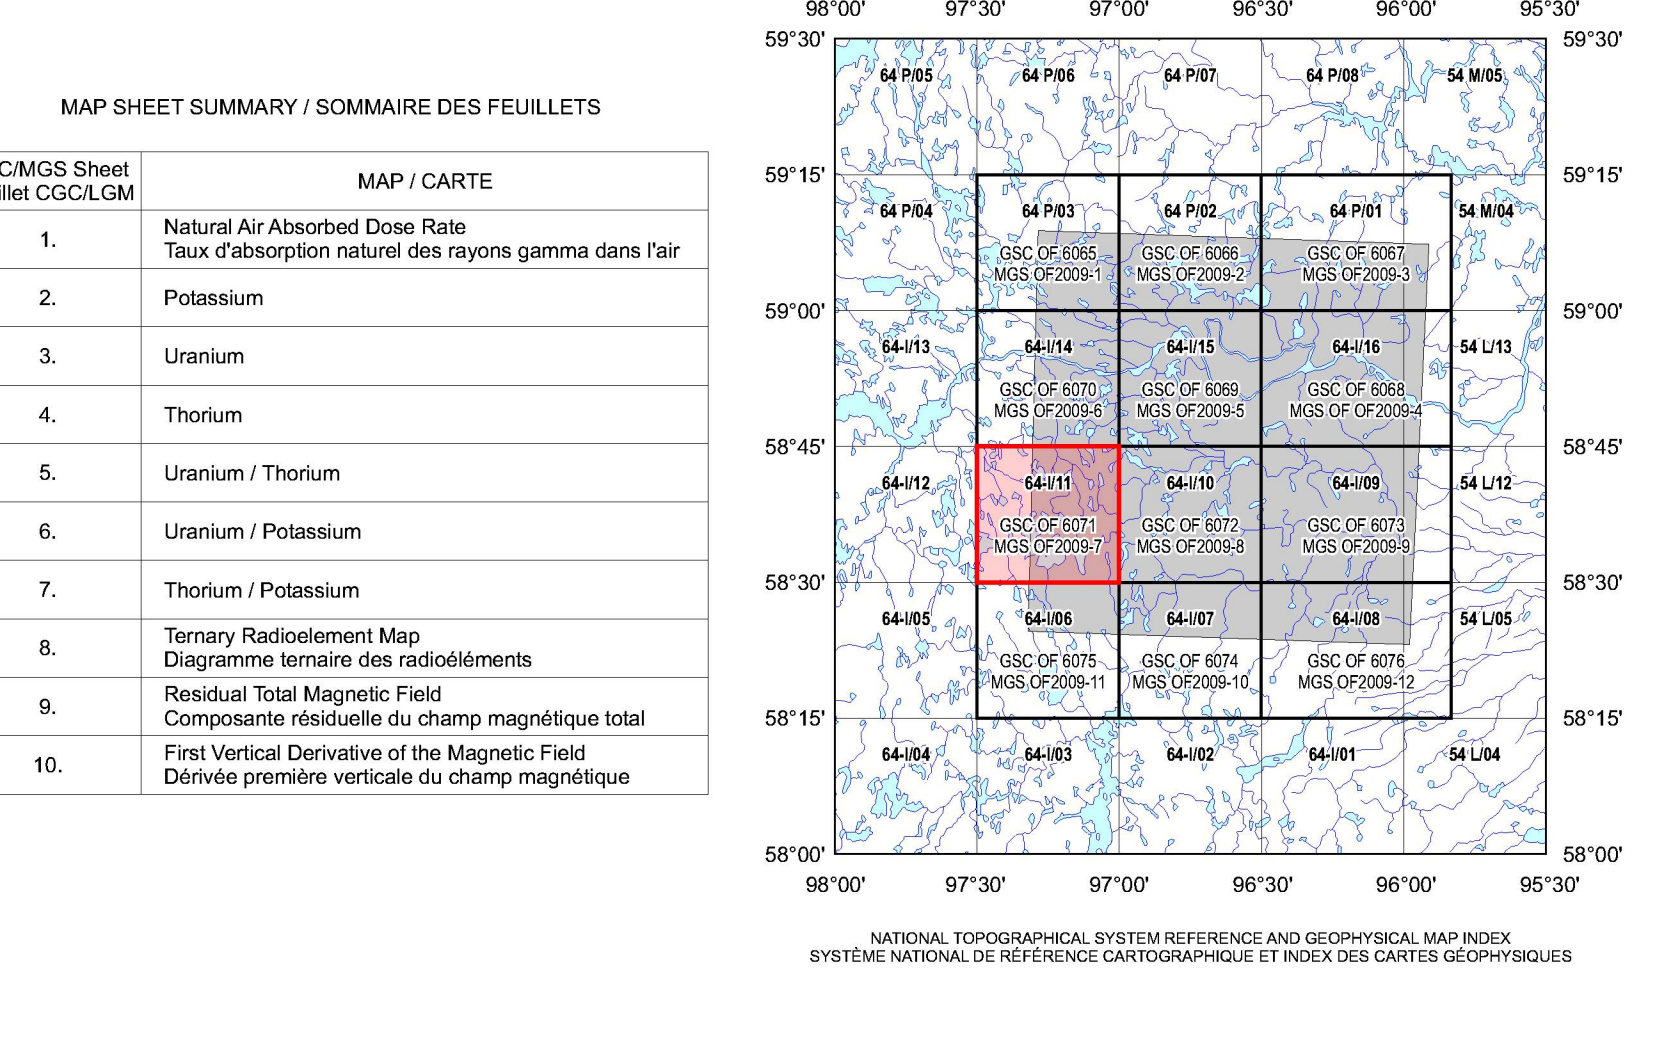 MAP SHEET SUMMARY / SOMMAIRE DES FEUILLETS
C/MGS Sheet
illet CGC/LGM
MAP / CARTE
1.
Natural Air Absorbed Dose Rate
Taux d'absorption naturel des rayons gamma dans l'air
2.
Potassium
3.
Uranium
4.
Thorium
5.
Uranium / Thorium
6.
Uranium / Potassium
7.
Thorium / Potassium
8.
Ternary Radioelement Map
Diagramme ternaire des radioéléments
9.
Residual Total Magnetic Field
Composante résiduelle du champ magnétique total
10.
First Vertical Derivative of the Magnetic Field
Dérivée première verticale du champ magnétique
98°00' 97°30' 97°00' 96°30' 96°00' 95°30'
59°30' 59°30'
64 P/05 64 P/06 64 P/07 64 P/08 54 M/05
59°15' 59°15'
64 P/04 64 P/03 64 P/02 64 P/01 54 M/04
GSC OF 6065 GSC OF 6066 GSC OF 6067
MGS OF2009-1 MGS OF2009-2 MGS OF2009-3
59°00' 59°00'
64-I/13 64-I/14 64-I/15 64-I/16 54 L/13
GSC OF 6070 GSC OF 6069 GSC OF 6068
MGS OF2009-6 MGS OF2009-5 MGS OF OF2009-4
58°45' 58°45'
64-I/12 64-I/11 64-I/10 64-I/09 54 L/12
GSC OF 6071 GSC OF 6072 GSC OF 6073
MGS OF2009-7 MGS OF2009-8 MGS OF2009-9
58°30' 58°30'
64-I/05 64-I/06 64-I/07 64-I/08 54 L/05
GSC OF 6075 GSC OF 6074 GSC OF 6076
MGS OF2009-11 MGS OF2009-10 MGS OF2009-12
58°15' 58°15'
64-I/04 64-I/03 64-I/02 64-I/01 54 L/04
58°00' 58°00'
98°00' 97°30' 97°00' 96°30' 96°00' 95°30'
NATIONAL TOPOGRAPHICAL SYSTEM REFERENCE AND GEOPHYSICAL MAP INDEX
SYSTÈME NATIONAL DE RÉFÉRENCE CARTOGRAPHIQUE ET INDEX DES CARTES GÉOPHYSIQUES